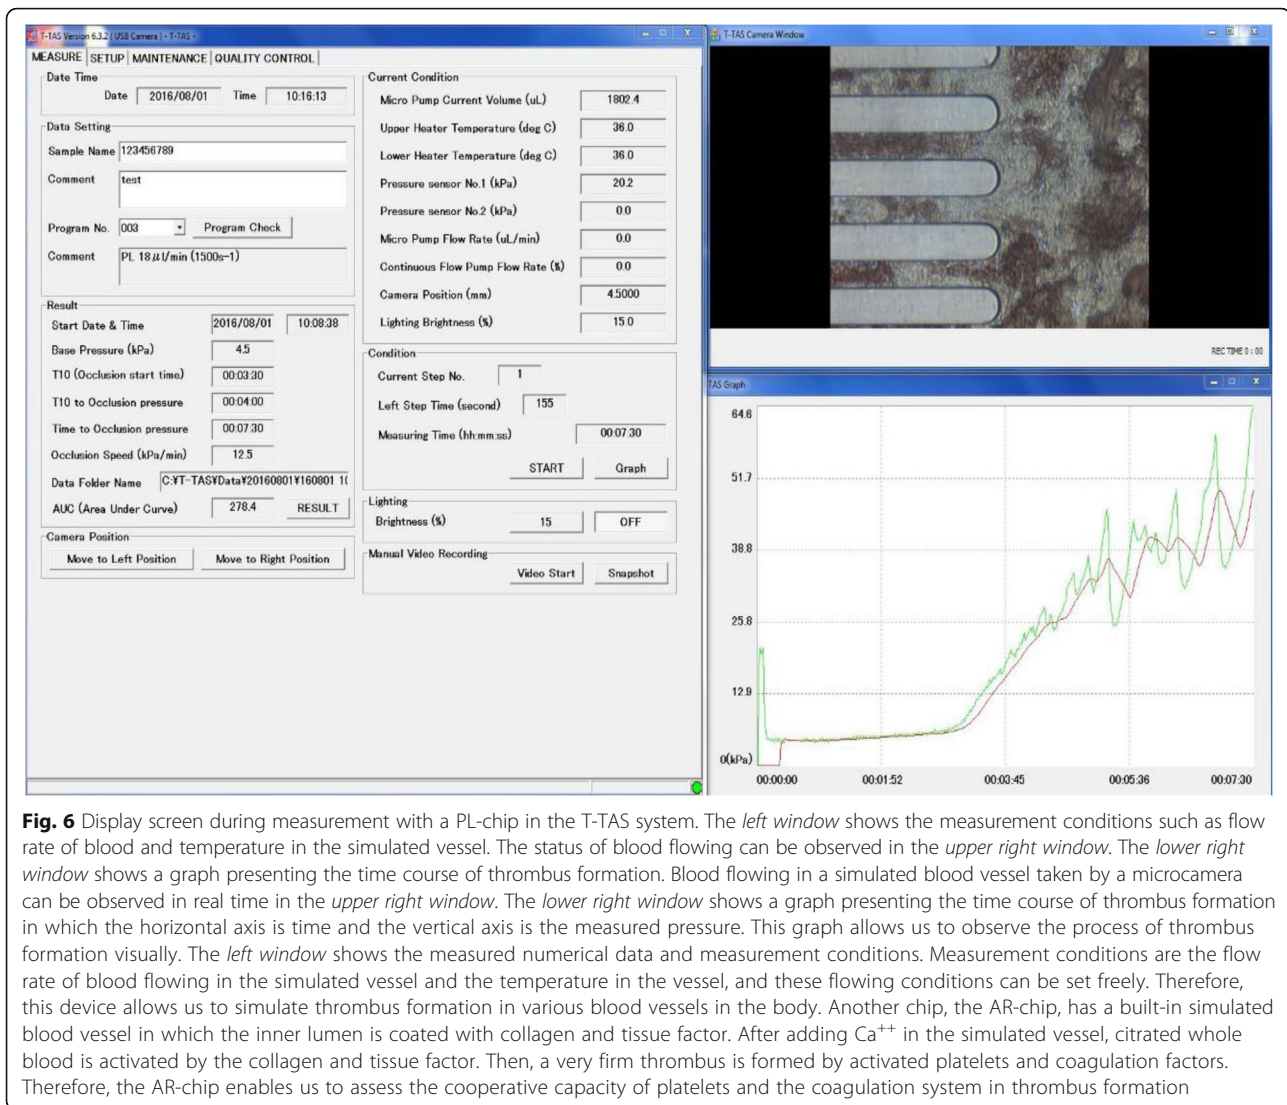 T-TAS Version 6.3.2 ( USB Camera ) - T-TAS -
MEASURE SETUP MAINTENANCE QUALITY CONTROL
Date Time
Date 2016/08/01 Time 10:16:13
Data Setting
Sample Name 123456789
Comment test
Program No. 003 Program Check
Comment PL 18μl/min (1500s-1)
Result
Start Date & Time 2016/08/01 10:08:38
Base Pressure (kPa) 4.5
T10 (Occlusion start time) 00:03:30
T10 to Occlusion pressure 00:04:00
Time to Occlusion pressure 00:07:30
Occlusion Speed (kPa/min) 12.5
Data Folder Name C:¥T-TAS¥Data¥20160801¥160801 10
AUC (Area Under Curve) 278.4 RESULT
Camera Position
Move to Left Position Move to Right Position
Current Condition
Micro Pump Current Volume (uL) 1802.4
Upper Heater Temperature (deg C) 36.0
Lower Heater Temperature (deg C) 36.0
Pressure sensor No.1 (kPa) 20.2
Pressure sensor No.2 (kPa) 0.0
Micro Pump Flow Rate (uL/min) 0.0
Continuous Flow Pump Flow Rate (%) 0.0
Camera Position (mm) 4.5000
Lighting Brightness (%) 15.0
Condition
Current Step No. 1
Left Step Time (second) 155
Measuring Time (hh:mm:ss) 00:07:30
START Graph
Lighting
Brightness (%) 15 OFF
Manual Video Recording
Video Start Snapshot
T-TAS Camera Window
REC TIME 0 : 00
TAS Graph
64.6
51.7
38.8
25.8
12.9
0(kPa)
00:00:00 00:01:52 00:03:45 00:05:36 00:07:30
Fig. 6 Display screen during measurement with a PL-chip in the T-TAS system. The left window shows the measurement conditions such as flow
rate of blood and temperature in the simulated vessel. The status of blood flowing can be observed in the upper right window. The lower right
window shows a graph presenting the time course of thrombus formation. Blood flowing in a simulated blood vessel taken by a microcamera
can be observed in real time in the upper right window. The lower right window shows a graph presenting the time course of thrombus formation
in which the horizontal axis is time and the vertical axis is the measured pressure. This graph allows us to observe the process of thrombus
formation visually. The left window shows the measured numerical data and measurement conditions. Measurement conditions are the flow
rate of blood flowing in the simulated vessel and the temperature in the vessel, and these flowing conditions can be set freely. Therefore,
this device allows us to simulate thrombus formation in various blood vessels in the body. Another chip, the AR-chip, has a built-in simulated
blood vessel in which the inner lumen is coated with collagen and tissue factor. After adding Ca++ in the simulated vessel, citrated whole
blood is activated by the collagen and tissue factor. Then, a very firm thrombus is formed by activated platelets and coagulation factors.
Therefore, the AR-chip enables us to assess the cooperative capacity of platelets and the coagulation system in thrombus formation